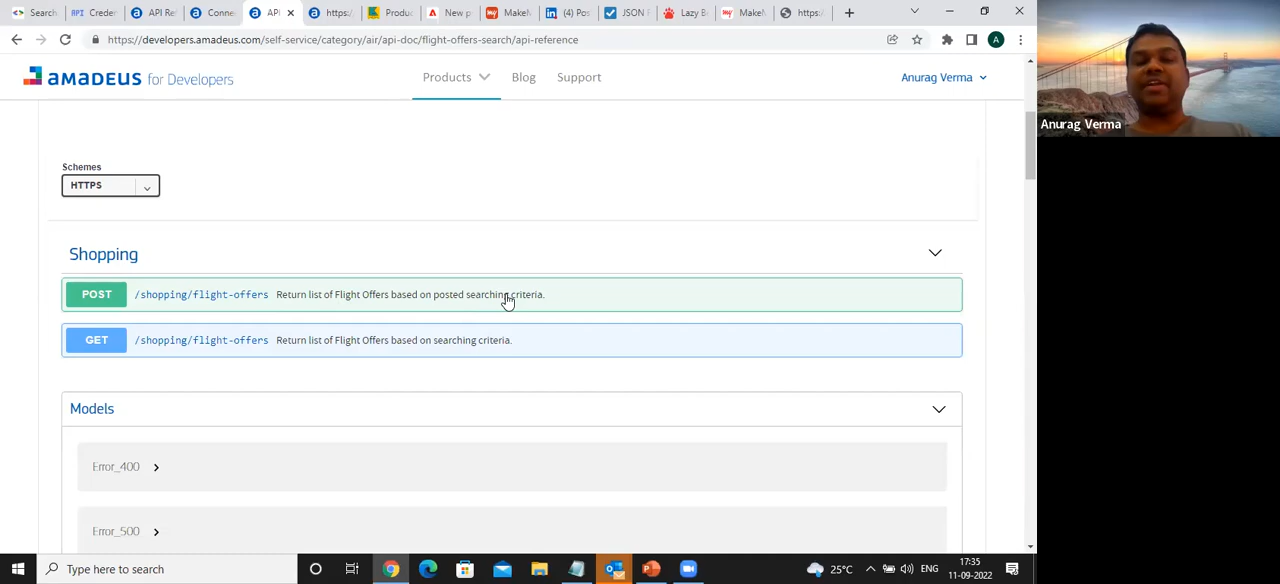 Search
API Creden
API Re
Conne
API
https:/
Produc
New p
MakeM
(4) Pos
JSON F
Lazy B
MakeM
https:
https://developers.amadeus.com/self-service/category/air/api-doc/flight-offers-search/api-reference
A
amadeus for Developers
Products
Blog
Support
Anurag Verma
Anurag Verma
Schemes
HTTPS
Shopping
POST /shopping/flight-offers Return list of Flight Offers based on posted searching criteria.
GET /shopping/flight-offers Return list of Flight Offers based on searching criteria.
Models
Error_400
Error_500
Type here to search
25°C
ENG
17:35
11-09-2022